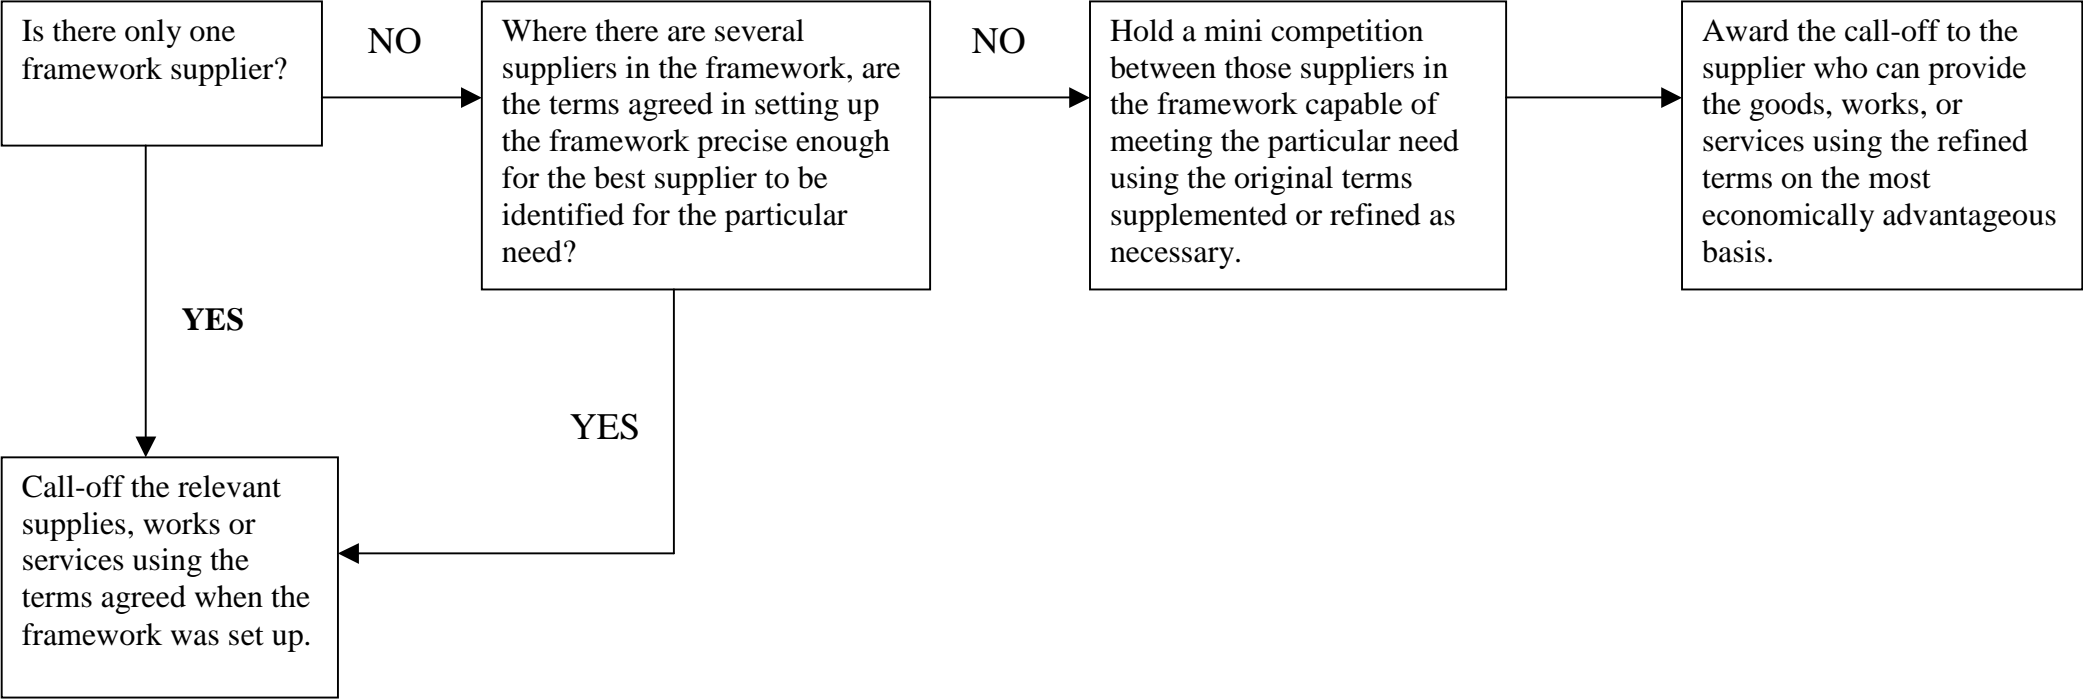 Is there only one
framework supplier?
NO
Where there are several
suppliers in the framework, are
the terms agreed in setting up
the framework precise enough
for the best supplier to be
identified for the particular
need?
NO
Hold a mini competition
between those suppliers in
the framework capable of
meeting the particular need
using the original terms
supplemented or refined as
necessary.
Award the call-off to the
supplier who can provide
the goods, works, or
services using the refined
terms on the most
economically advantageous
basis.
YES
YES
Call-off the relevant
supplies, works or
services using the
terms agreed when the
framework was set up.